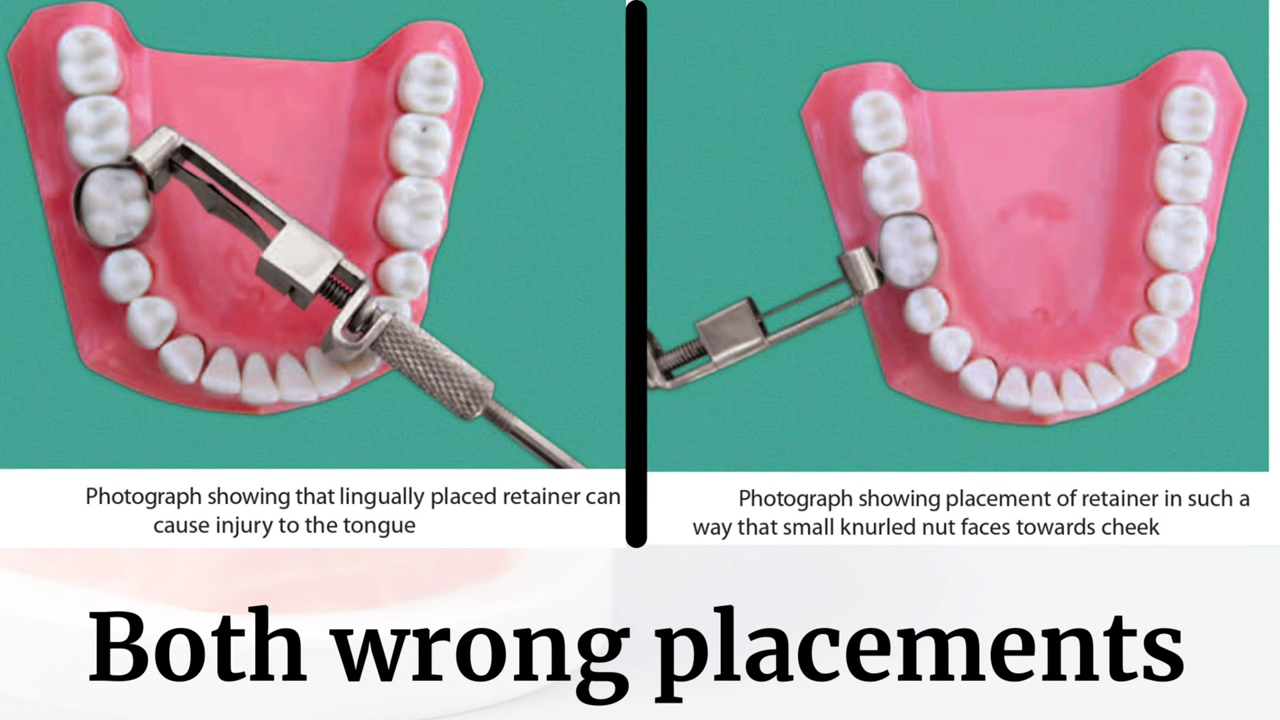 Photograph showing that lingually placed retainer can
cause injury to the tongue
Photograph showing placement of retainer in such a
way that small knurled nut faces towards cheek
Both wrong placements